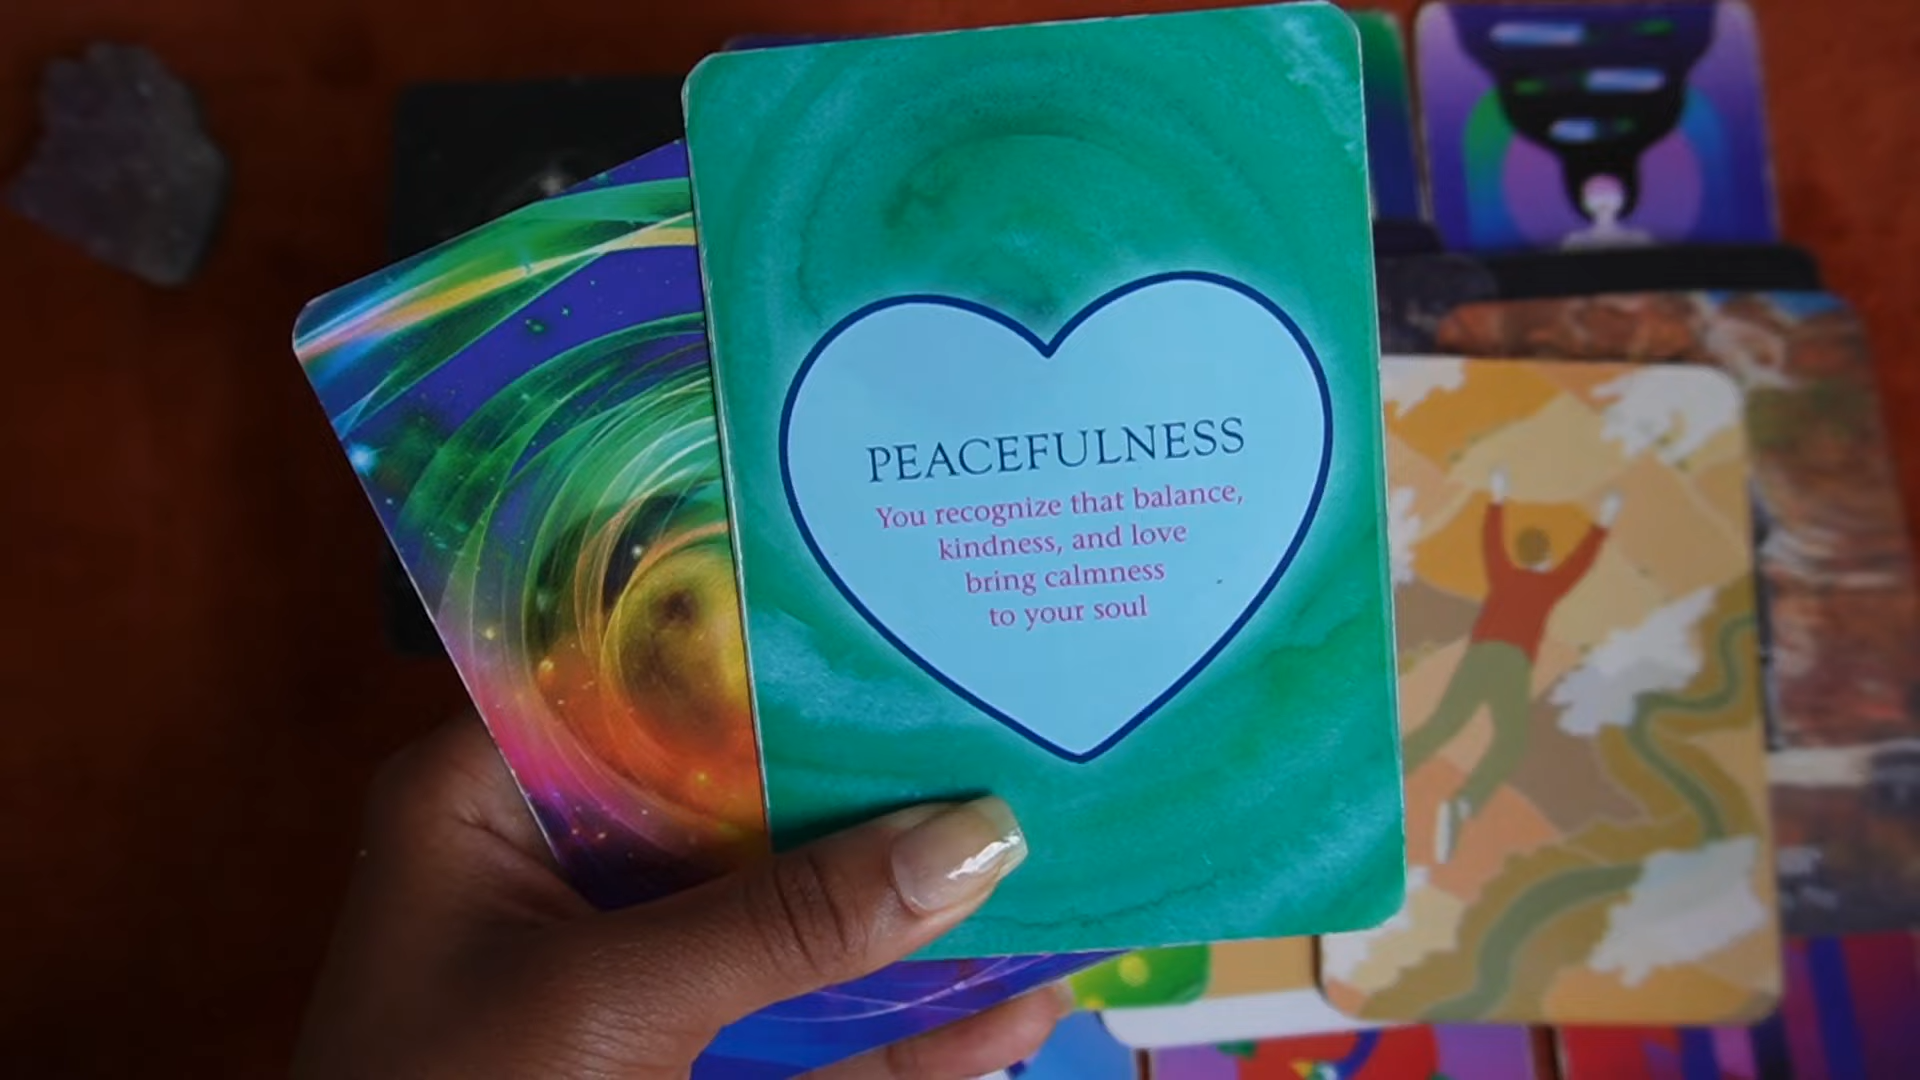 PEACEFULNESS
You recognize that balance,
kindness, and love
bring calmness
to your soul